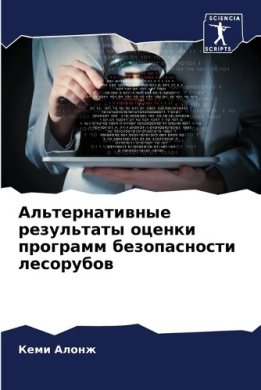 SCIENCIA
SCRIPTS
Альтернативные
результаты оценки
программ безопасности
лесорубов
Кеми Алонж